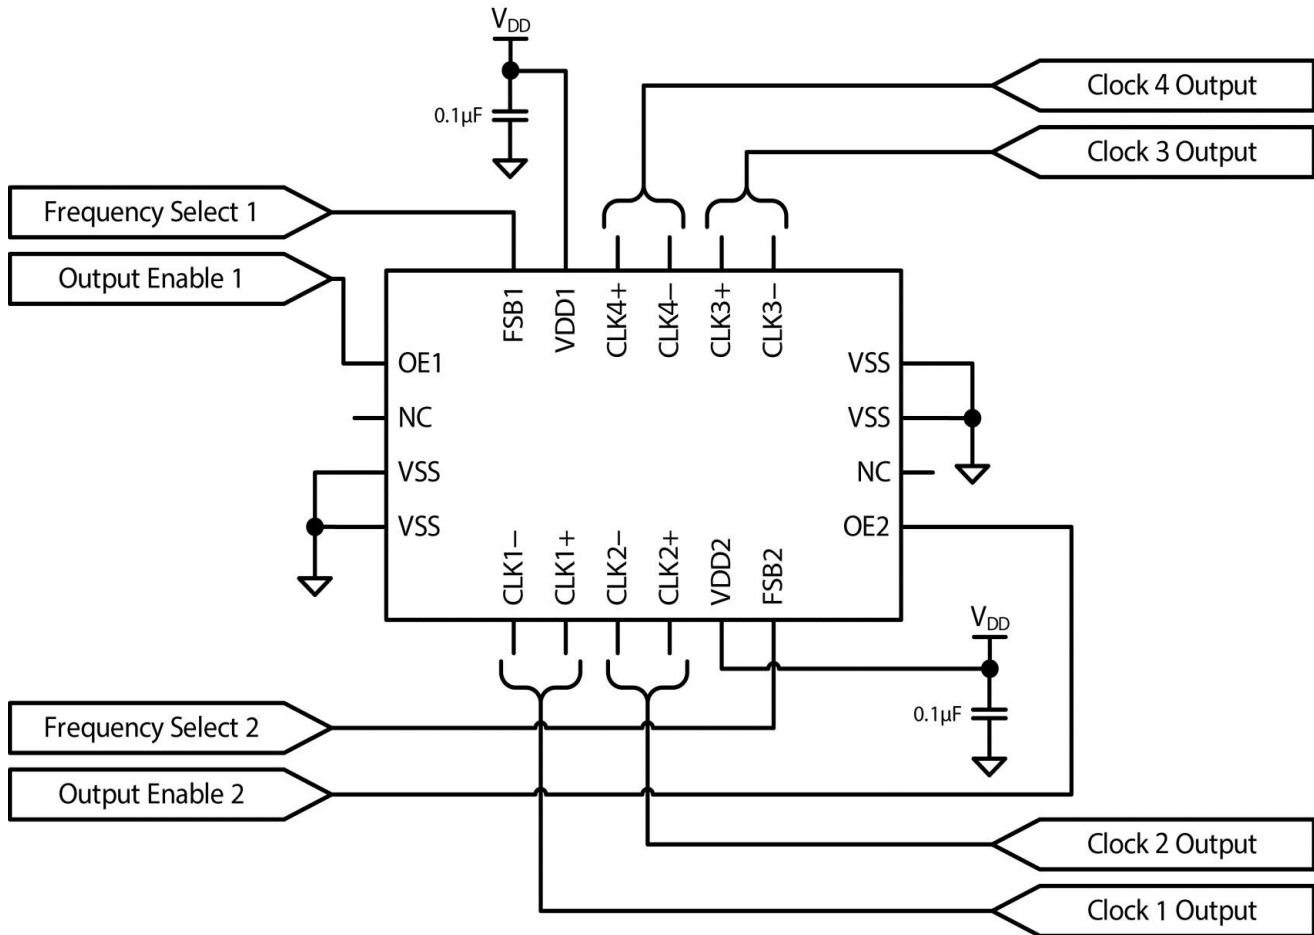 VDD
0.1µF
Clock 4 Output
Clock 3 Output
Frequency Select 1
Output Enable 1
FSB1
VDD1
CLK4+
CLK4−
CLK3+
CLK3−
OE1
NC
VSS
VSS
VSS
VSS
NC
OE2
CLK1−
CLK1+
CLK2−
CLK2+
VDD2
FSB2
VDD
0.1µF
Frequency Select 2
Output Enable 2
Clock 2 Output
Clock 1 Output